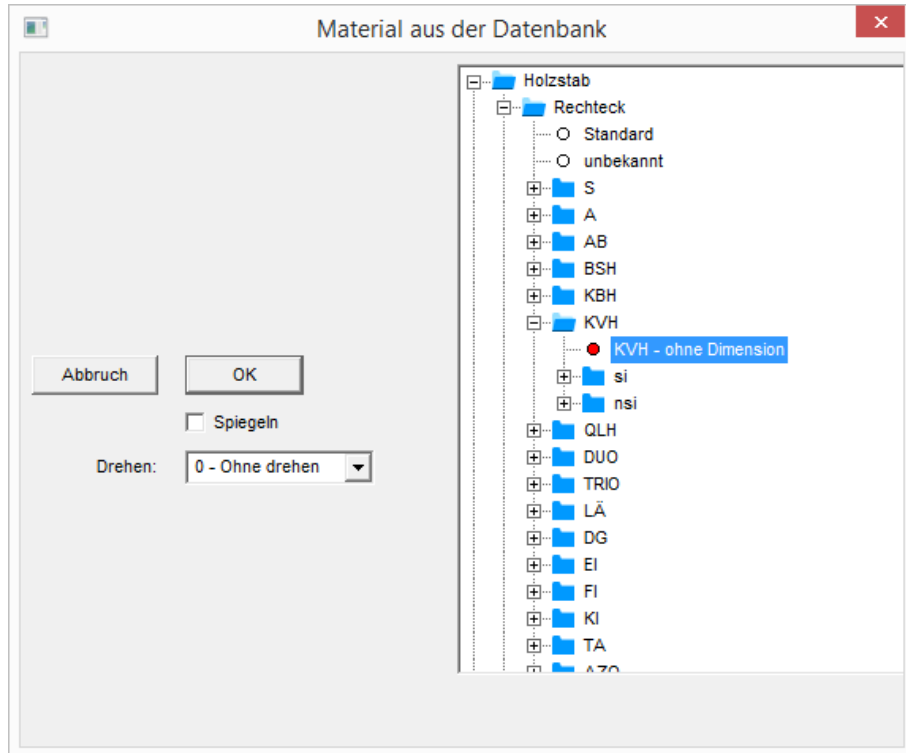 Material aus der Datenbank
Holzstab
Rechteck
Standard
unbekannt
S
A
AB
BSH
KBH
KVH
KVH - ohne Dimension
si
nsi
QLH
DUO
TRIO
LÄ
DG
EI
FI
KI
TA
Abbruch
OK
Spiegeln
Drehen:
0 - Ohne drehen